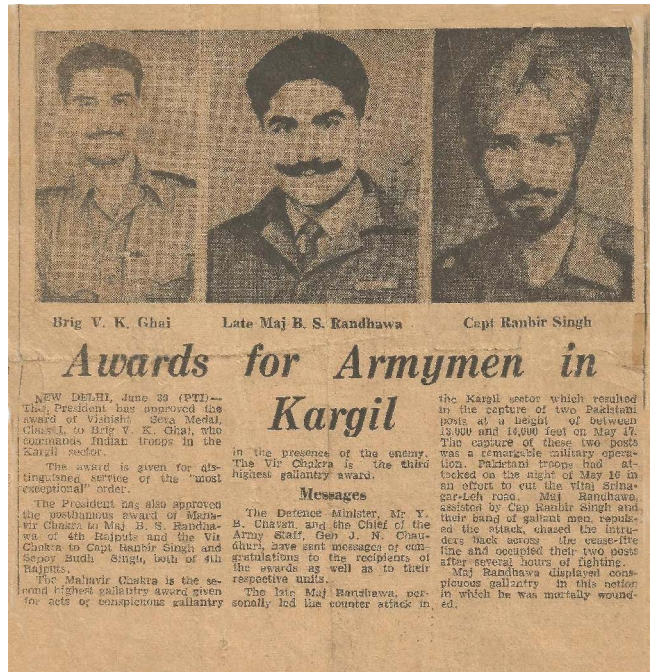 Brig V. K. Ghai
Late Maj B. S. Randhawa
Capt Ranbir Singh
Awards for Armymen in
Kargil
NEW DELHI, June 30 (PTI)—
The President has approved the
award of Vishisht Seva Medal,
Class I, to Brig V. K. Ghai, who
commands Indian troops in the
Kargil sector.
The award is given for dis-
tinguished service of the "most
exceptional" order.
The President has also approved
the posthumous award of Maha-
vir Chakra to Maj B. S. Randha-
wa of 4th Rajputs and the Vir
Chakra to Capt Ranbir Singh and
Sepoy Budh Singh, both of 4th
Rajputs.
The Mahavir Chakra is the se-
cond highest gallantry award given
for acts of conspicuous gallantry
in the presence of the enemy.
The Vir Chakra is the third
highest gallantry award.
Messages
The Defence Minister, Mr Y.
B. Chavan, and the Chief of the
Army Staff, Gen J. N. Chau-
dhuri, have sent messages of con-
gratulations to the recipients of
the awards as well as to their
respective units.
The late Maj Randhawa, per-
sonally led the counter attack in
the Kargil sector which resulted
in the capture of two Pakistani
posts at a height of between
13,000 and 14,000 feet on May 17.
The capture of these two posts
was a remarkable military opera-
tion. Pakistani troops had at-
tacked on the night of May 16 in
an effort to cut the vital Srina-
gar-Leh road. Maj Randhawa,
assisted by Cap Ranbir Singh and
their band of gallant men, repuls-
ed the attack, chased the intru-
ders back across the cease-fire
line and occupied their two posts
after several hours of fighting.
Maj Randhawa displayed cons-
picuous gallantry in this action
in which he was mortally wound-
ed.